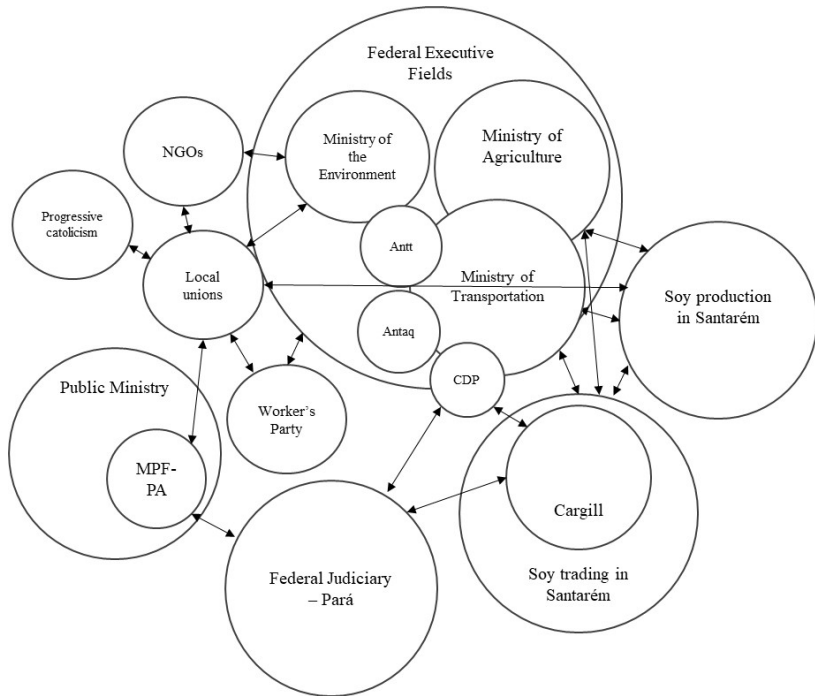 Federal Executive
Fields
Ministry of
the
Environment
Ministry of
Agriculture
NGOs
Progressive
catolicism
Antt
Local
unions
Ministry of
Transportation
Soy production
in Santarém
Antaq
Public Ministry
CDP
Worker's
Party
MPF-
PA
Cargill
Federal Judiciary
– Pará
Soy trading in
Santarém